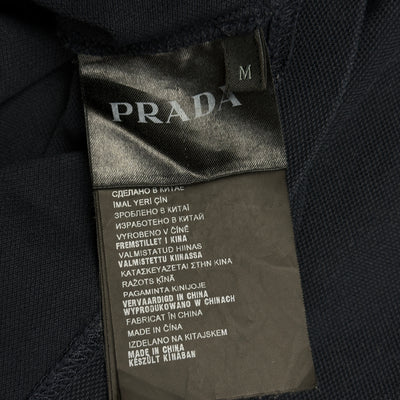 M
PRADA
СДЕЛАНО В КИТАЕ
İMAL YERİ ÇİN
ЗРОБЛЕНО В КИТАЇ
ИЗРАБОТЕНО В КИТАЙ
VYROBENO V ČÍNĚ
FREMSTILLET I KINA
VALMISTATUD HIINAS
VALMISTETTU KIINASSA
ΚΑΤΑΣΚΕΥΑΖΕΤΑΙ ΣΤΗΝ ΚΙΝΑ
RAŽOTS ĶĪNĀ
PAGAMINTA KINIJOJE
VERVAARDIGD IN CHINA
WYPRODUKOWANO W CHINACH
FABRICAT ÎN CHINA
MADE IN ČÍNA
IZDELANO NA KITAJSKEM
MADE IN CHINA
KÉSZÜLT KÍNÁBAN